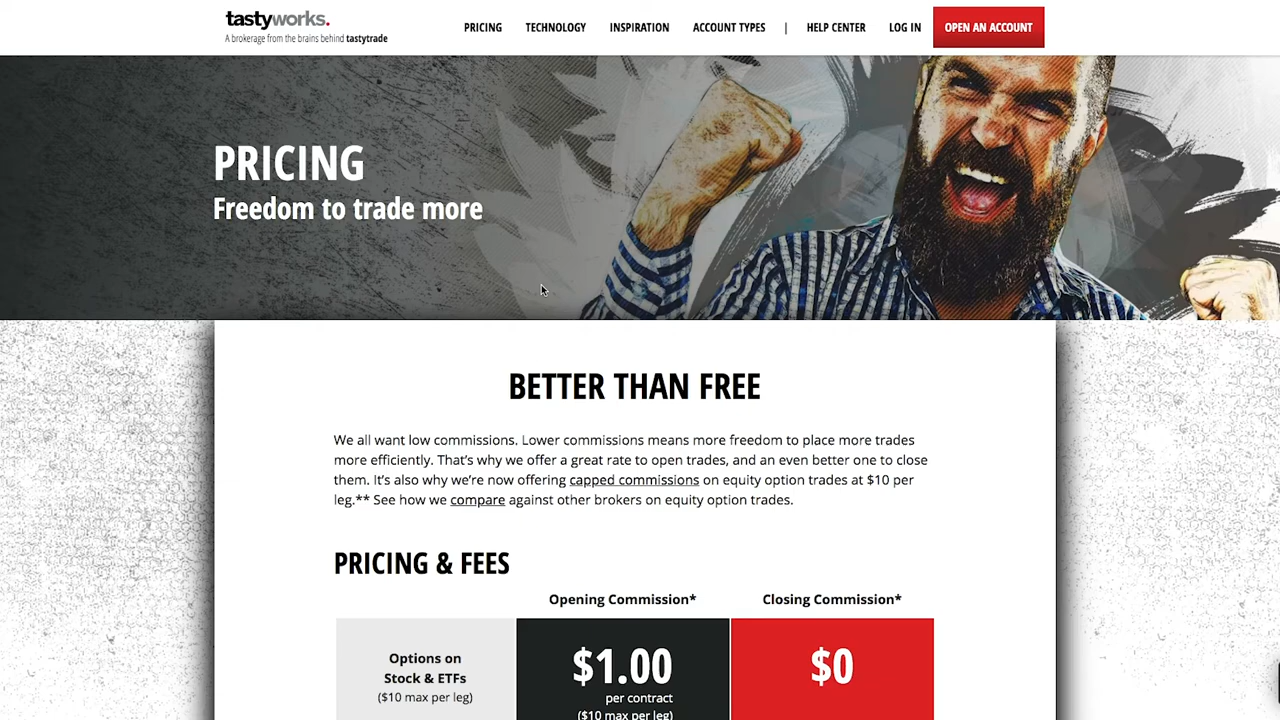 tastyworks.
A brokerage from the brains behind tastytrade
PRICING TECHNOLOGY INSPIRATION ACCOUNT TYPES | HELP CENTER LOG IN OPEN AN ACCOUNT
PRICING
Freedom to trade more
BETTER THAN FREE
We all want low commissions. Lower commissions means more freedom to place more trades
more efficiently. That’s why we offer a great rate to open trades, and an even better one to close
them. It’s also why we’re now offering capped commissions on equity option trades at $10 per
leg.** See how we compare against other brokers on equity option trades.
PRICING & FEES
Opening Commission* Closing Commission*
Options on
Stock & ETFs
($10 max per leg)
$1.00
per contract
($10 max per leg)
$0